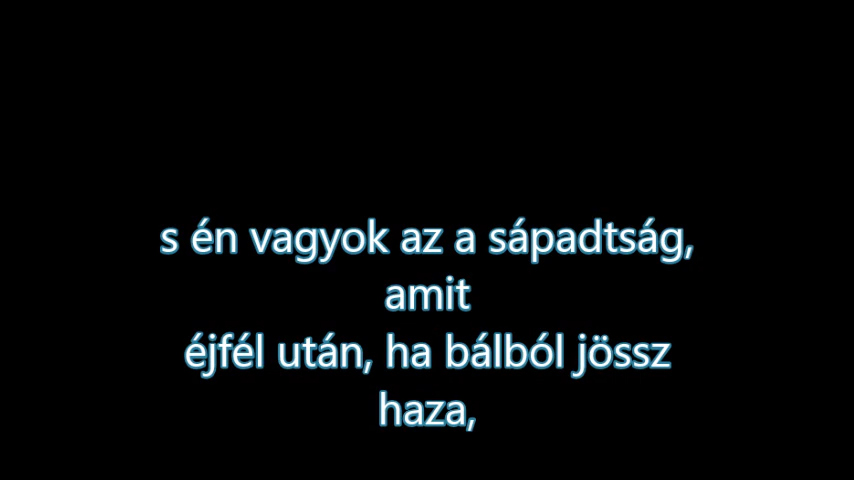 s én vagyok az a sápadtság,
amit
éjfél után, ha bálból jössz
haza,